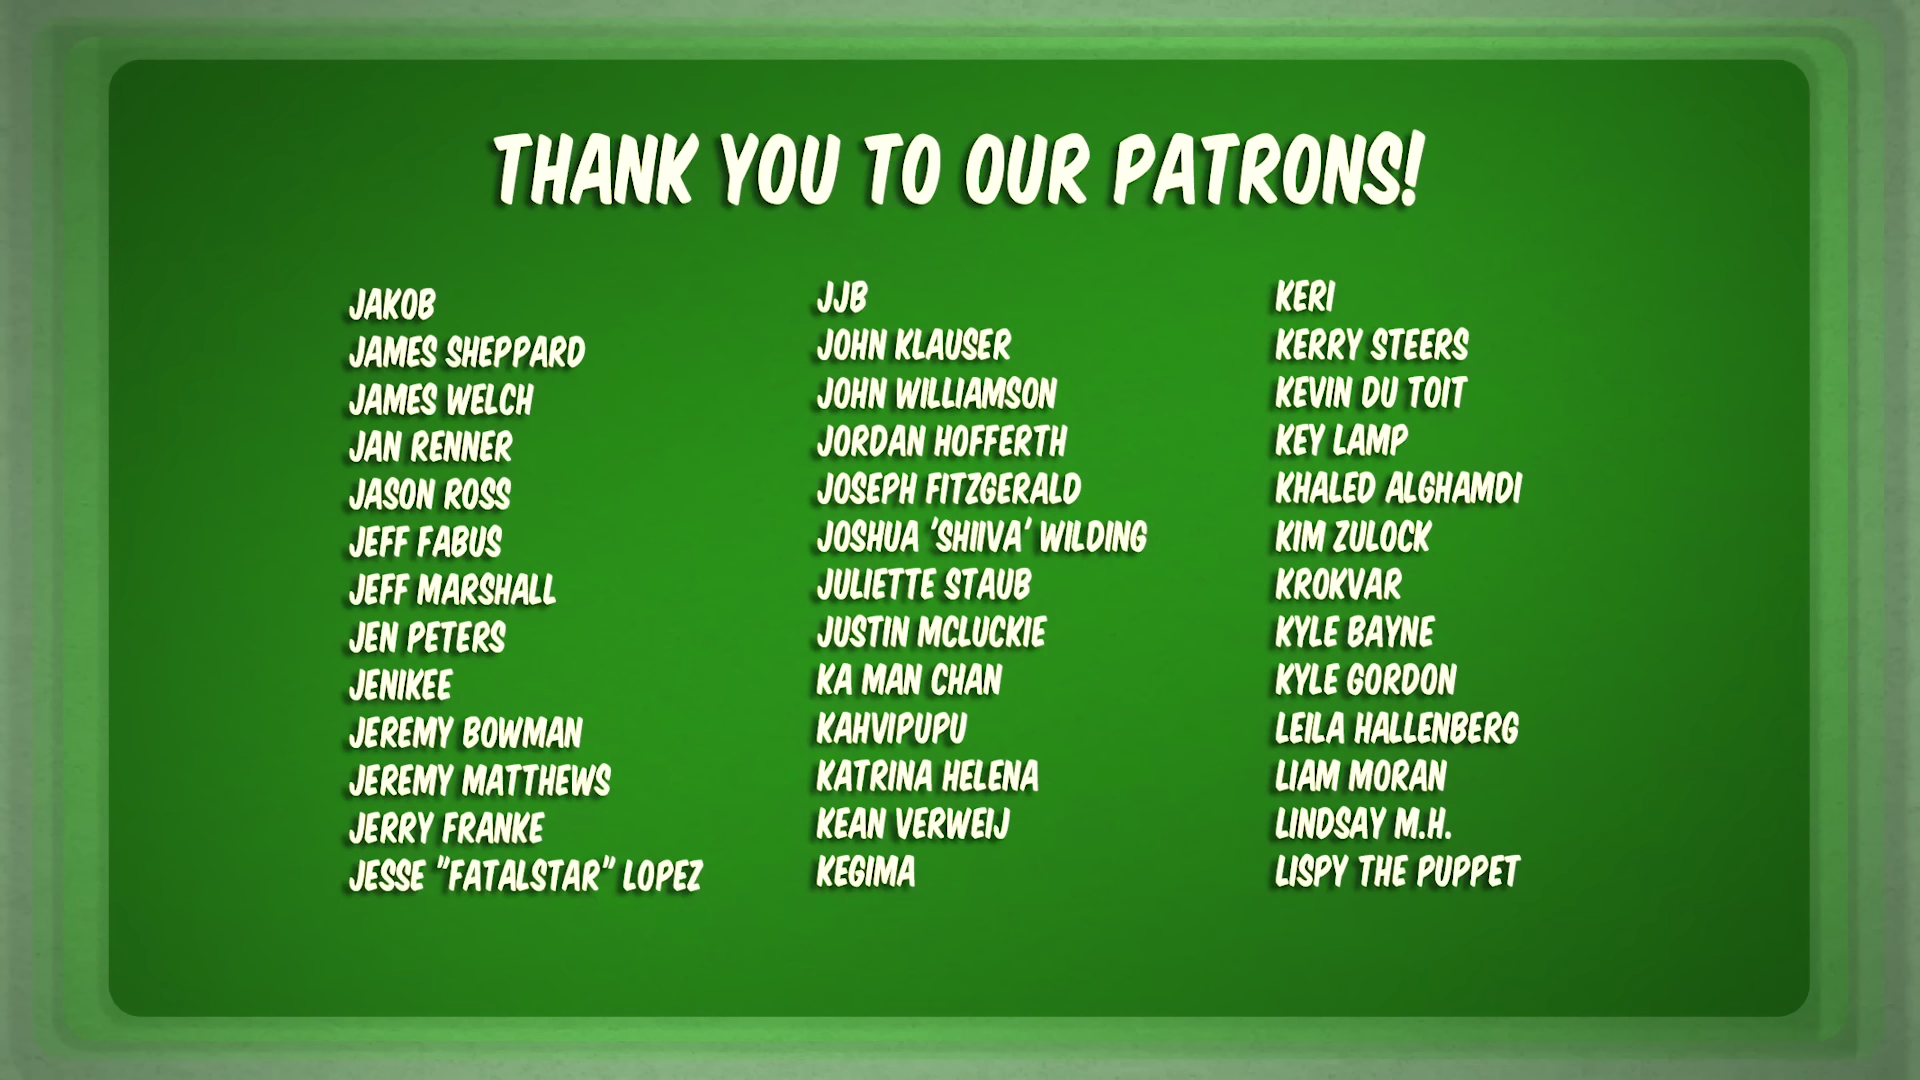 THANK YOU TO OUR PATRONS!
JAKOB
JAMES SHEPPARD
JAMES WELCH
JAN RENNER
JASON ROSS
JEFF FABUS
JEFF MARSHALL
JEN PETERS
JENIKEE
JEREMY BOWMAN
JEREMY MATTHEWS
JERRY FRANKE
JESSE "FATALSTAR" LOPEZ
JJB
JOHN KLAUSER
JOHN WILLIAMSON
JORDAN HOFFERTH
JOSEPH FITZGERALD
JOSHUA 'SHIIVA' WILDING
JULIETTE STAUB
JUSTIN MCLUCKIE
KA MAN CHAN
KAHVIPUPU
KATRINA HELENA
KEAN VERWEIJ
KEGIMA
KERI
KERRY STEERS
KEVIN DU TOIT
KEY LAMP
KHALED ALGHAMDI
KIM ZULOCK
KROKVAR
KYLE BAYNE
KYLE GORDON
LEILA HALLENBERG
LIAM MORAN
LINDSAY M.H.
LISPY THE PUPPET